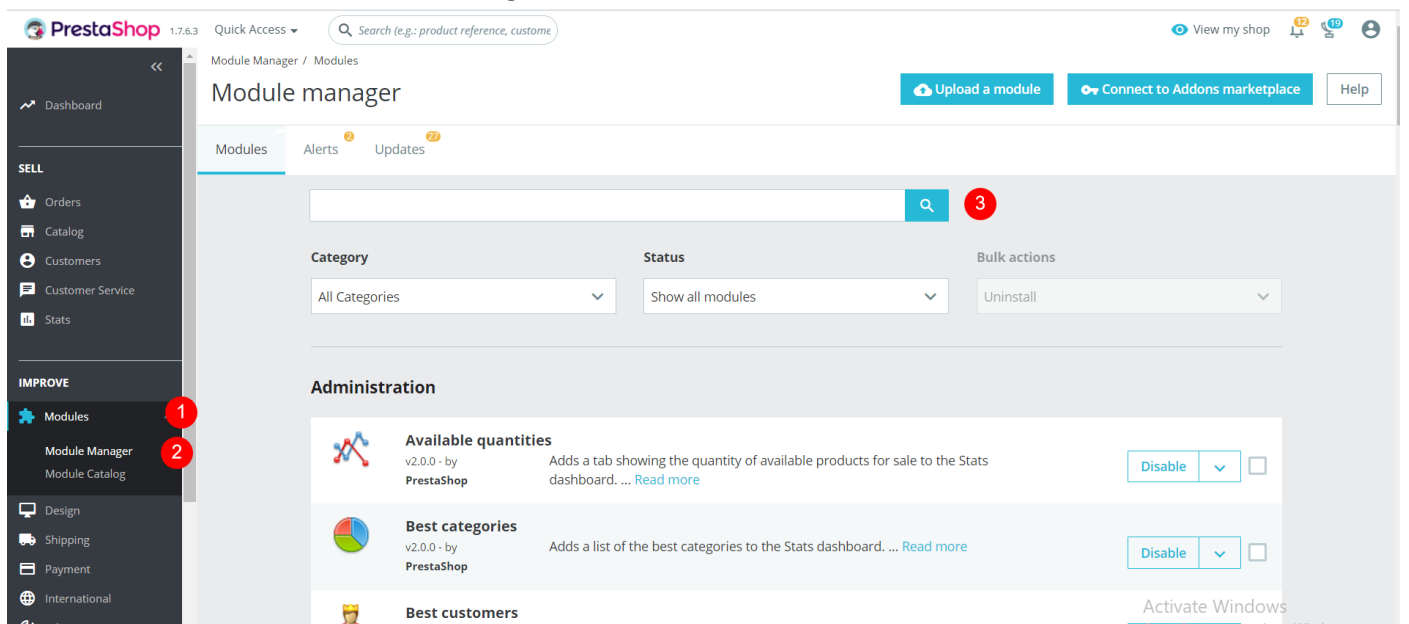 PrestaShop 1.7.6.3 Quick Access Search (e.g.: product reference, custome View my shop 12 19
Module Manager / Modules
Module manager
Upload a module Connect to Addons marketplace Help
Modules Alerts 2 Updates 27
Dashboard
SELL
Orders
Catalog
Customers
Customer Service
Stats
IMPROVE
Modules 1
Module Manager 2
Module Catalog
Design
Shipping
Payment
International
3
Category Status Bulk actions
All Categories Show all modules Uninstall
Administration
Available quantities
v2.0.0 - by
PrestaShop
Adds a tab showing the quantity of available products for sale to the Stats
dashboard. ... Read more
Disable
Best categories
v2.0.0 - by
PrestaShop
Adds a list of the best categories to the Stats dashboard. ... Read more
Disable
Best customers
Activate Windows